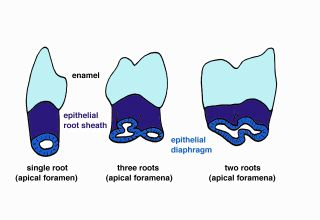 enamel
epithelial
root sheath
epithelial
diaphragm
single root
(apical foramen)
three roots
(apical foramena)
two roots
(apical foramena)